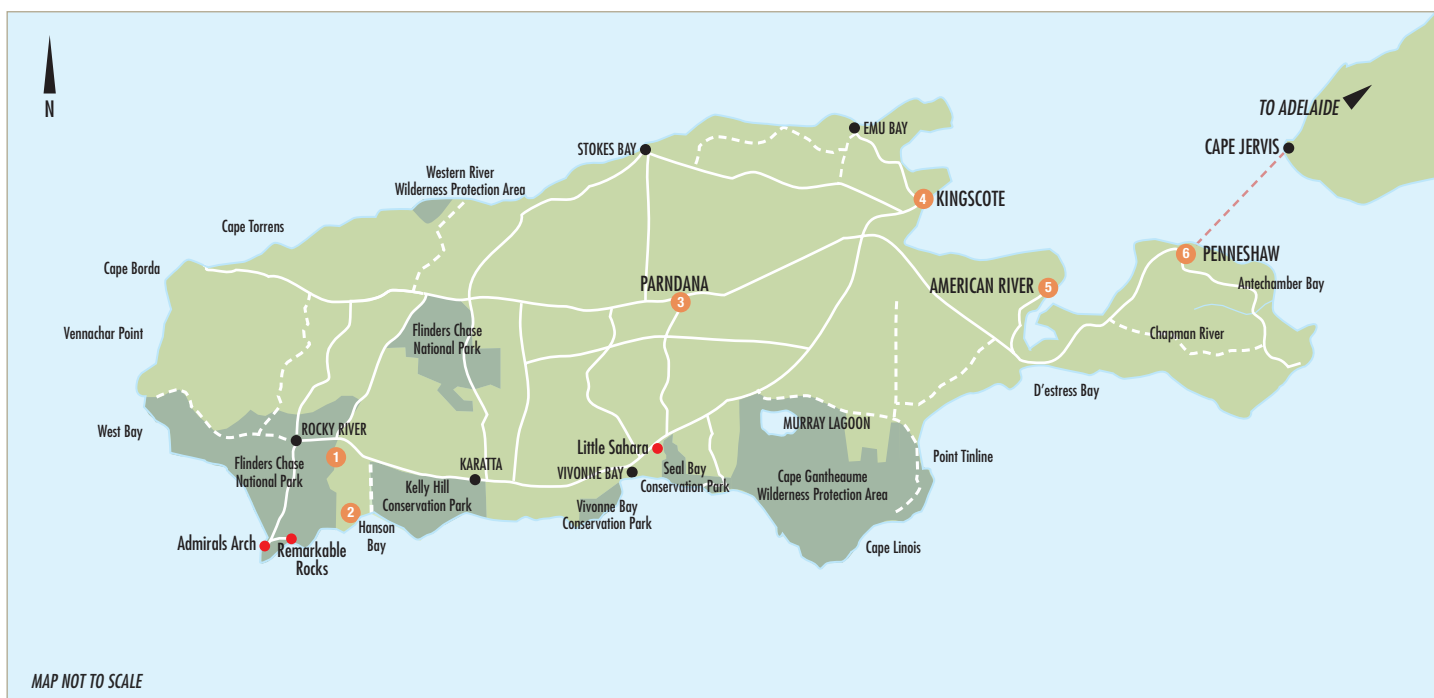 N
TO ADELAIDE
CAPE JERVIS
EMU BAY
STOKES BAY
Western River
Wilderness Protection Area
4 KINGSCOTE
Cape Torrens
Cape Borda
6 PENNESHAW
Antechamber Bay
PARNDANA
3
AMERICAN RIVER 5
Vennachar Point
Flinders Chase
National Park
Chapman River
D'estress Bay
West Bay
ROCKY RIVER
1
Little Sahara
MURRAY LAGOON
Point Tinline
Flinders Chase
National Park
KARATTA
VIVONNE BAY
Seal Bay
Conservation Park
Cape Gantheaume
Wilderness Protection Area
Kelly Hill
Conservation Park
2
Hanson
Bay
Vivonne Bay
Conservation Park
Admirals Arch
Remarkable
Rocks
Cape Linois
MAP NOT TO SCALE